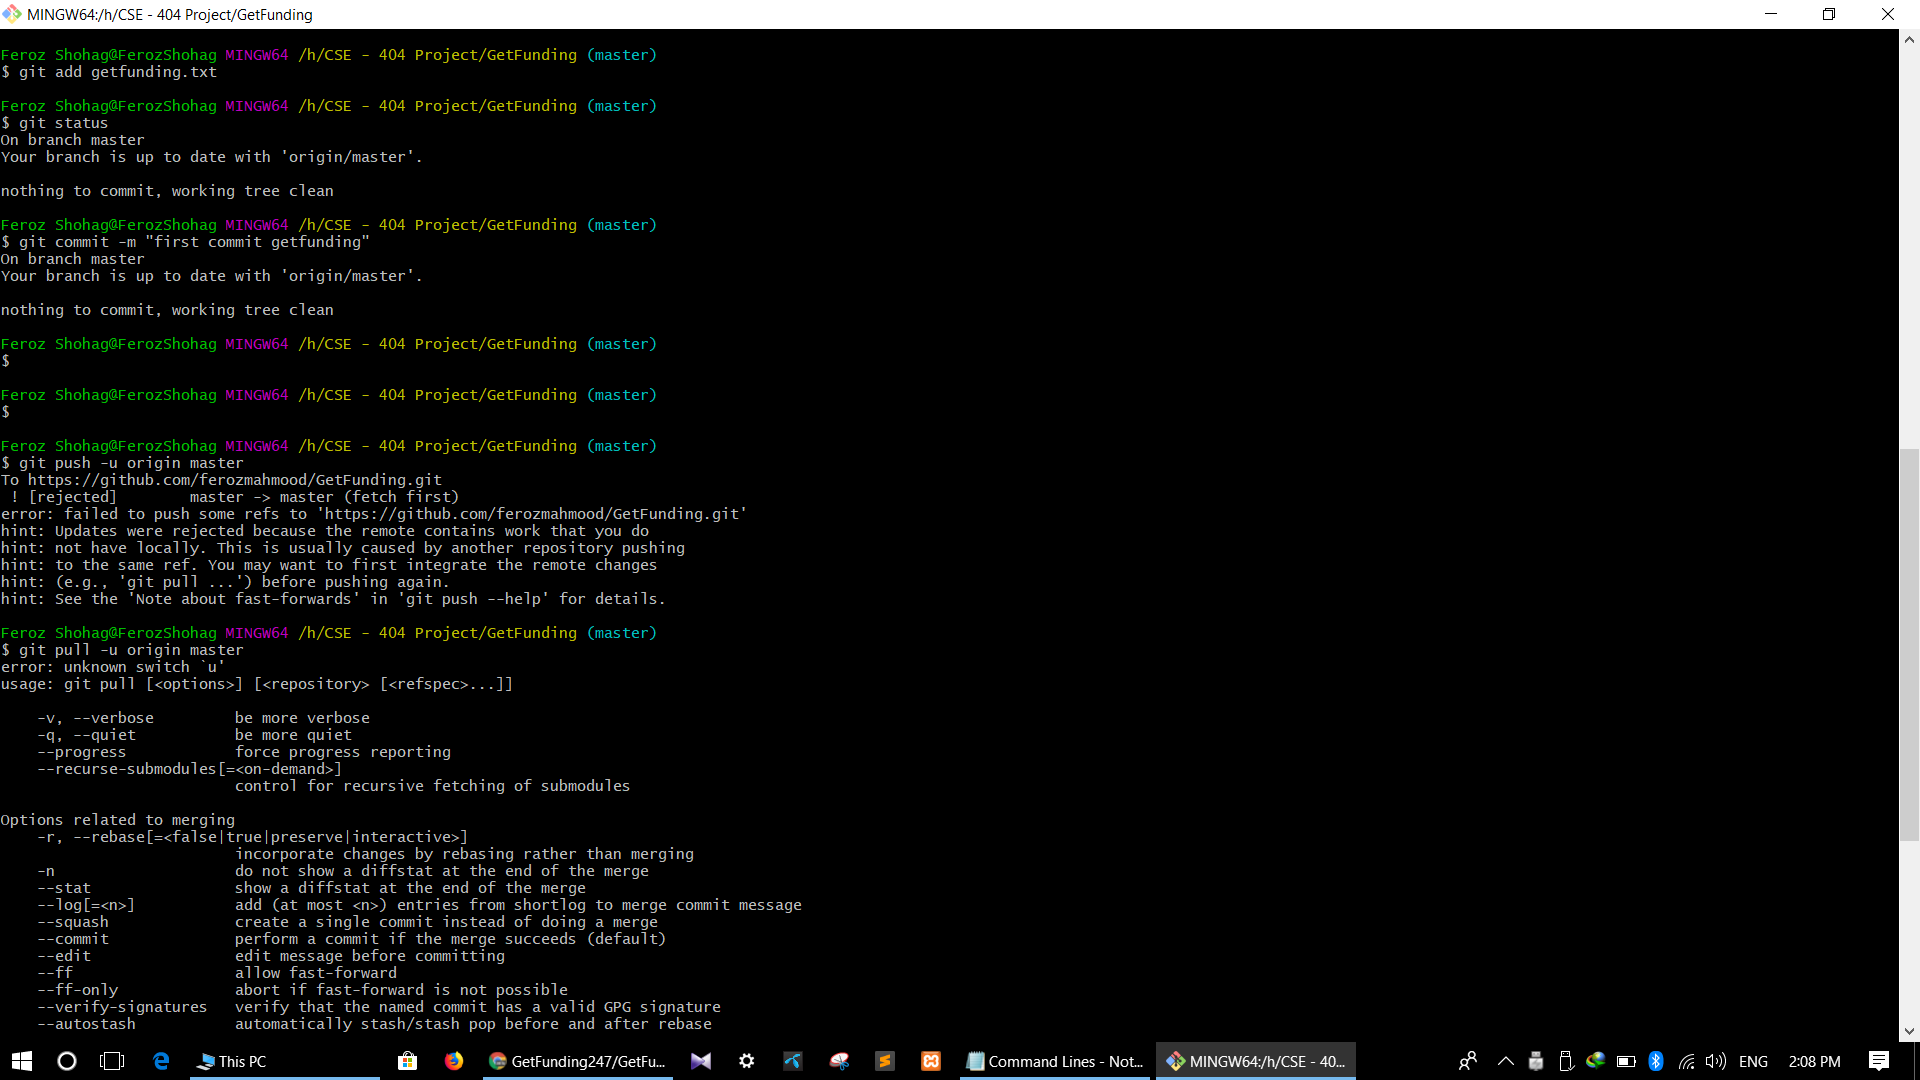 MINGW64:/h/CSE - 404 Project/GetFunding
Feroz Shohag@FerozShohag MINGW64 /h/CSE - 404 Project/GetFunding (master)
$ git add getfunding.txt
Feroz Shohag@FerozShohag MINGW64 /h/CSE - 404 Project/GetFunding (master)
$ git status
On branch master
Your branch is up to date with 'origin/master'.
nothing to commit, working tree clean
Feroz Shohag@FerozShohag MINGW64 /h/CSE - 404 Project/GetFunding (master)
$ git commit -m "first commit getfunding"
On branch master
Your branch is up to date with 'origin/master'.
nothing to commit, working tree clean
Feroz Shohag@FerozShohag MINGW64 /h/CSE - 404 Project/GetFunding (master)
$
Feroz Shohag@FerozShohag MINGW64 /h/CSE - 404 Project/GetFunding (master)
$
Feroz Shohag@FerozShohag MINGW64 /h/CSE - 404 Project/GetFunding (master)
$ git push -u origin master
To https://github.com/ferozmahmood/GetFunding.git
 ! [rejected]        master -> master (fetch first)
error: failed to push some refs to 'https://github.com/ferozmahmood/GetFunding.git'
hint: Updates were rejected because the remote contains work that you do
hint: not have locally. This is usually caused by another repository pushing
hint: to the same ref. You may want to first integrate the remote changes
hint: (e.g., 'git pull ...') before pushing again.
hint: See the 'Note about fast-forwards' in 'git push --help' for details.
Feroz Shohag@FerozShohag MINGW64 /h/CSE - 404 Project/GetFunding (master)
$ git pull -u origin master
error: unknown switch `u'
usage: git pull [<options>] [<repository> [<refspec>...]]
    -v, --verbose         be more verbose
    -q, --quiet           be more quiet
    --progress            force progress reporting
    --recurse-submodules[=<on-demand>]
                          control for recursive fetching of submodules
Options related to merging
    -r, --rebase[=<false|true|preserve|interactive>]
                          incorporate changes by rebasing rather than merging
    -n                    do not show a diffstat at the end of the merge
    --stat                show a diffstat at the end of the merge
    --log[=<n>]           add (at most <n>) entries from shortlog to merge commit message
    --squash              create a single commit instead of doing a merge
    --commit              perform a commit if the merge succeeds (default)
    --edit                edit message before committing
    --ff                  allow fast-forward
    --ff-only             abort if fast-forward is not possible
    --verify-signatures   verify that the named commit has a valid GPG signature
    --autostash           automatically stash/stash pop before and after rebase
This PC GetFunding247/GetFu... Command Lines - Not... MINGW64:/h/CSE - 40... ENG 2:08 PM